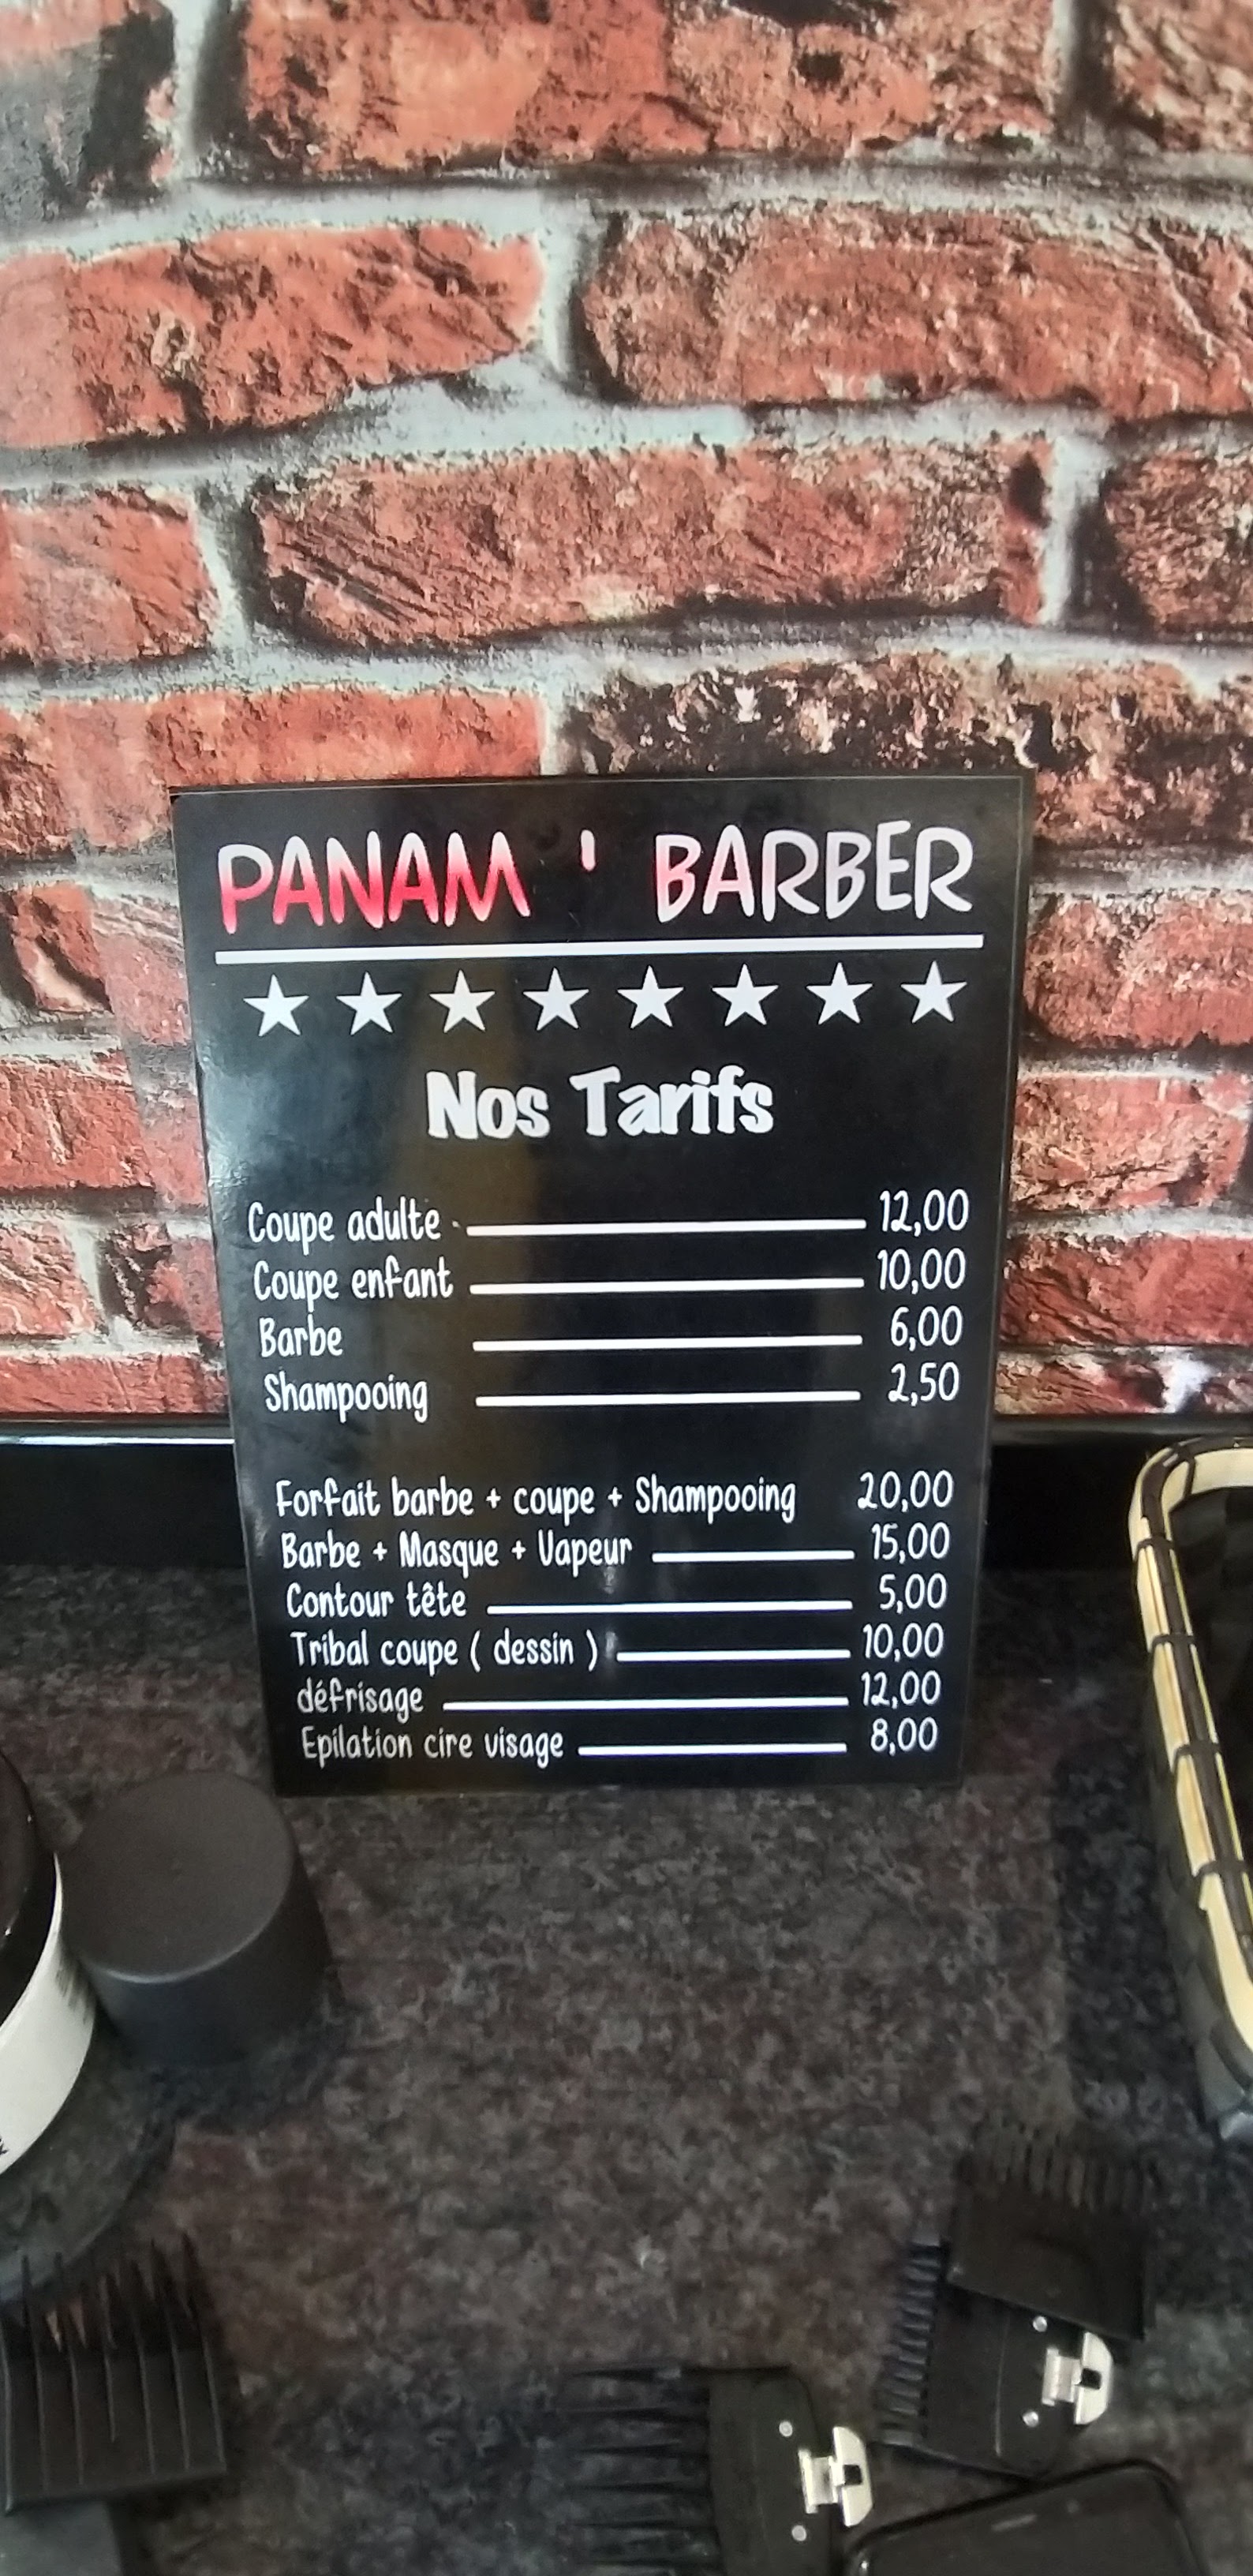 PANAM ' BARBER
Nos Tarifs
Coupe adulte 12,00
Coupe enfant 10,00
Barbe 6,00
Shampooing 2,50
Forfait barbe + coupe + Shampooing 20,00
Barbe + Masque + Vapeur 15,00
Contour tête 5,00
Tribal coupe ( dessin ) 10,00
défrisage 12,00
Epilation cire visage 8,00